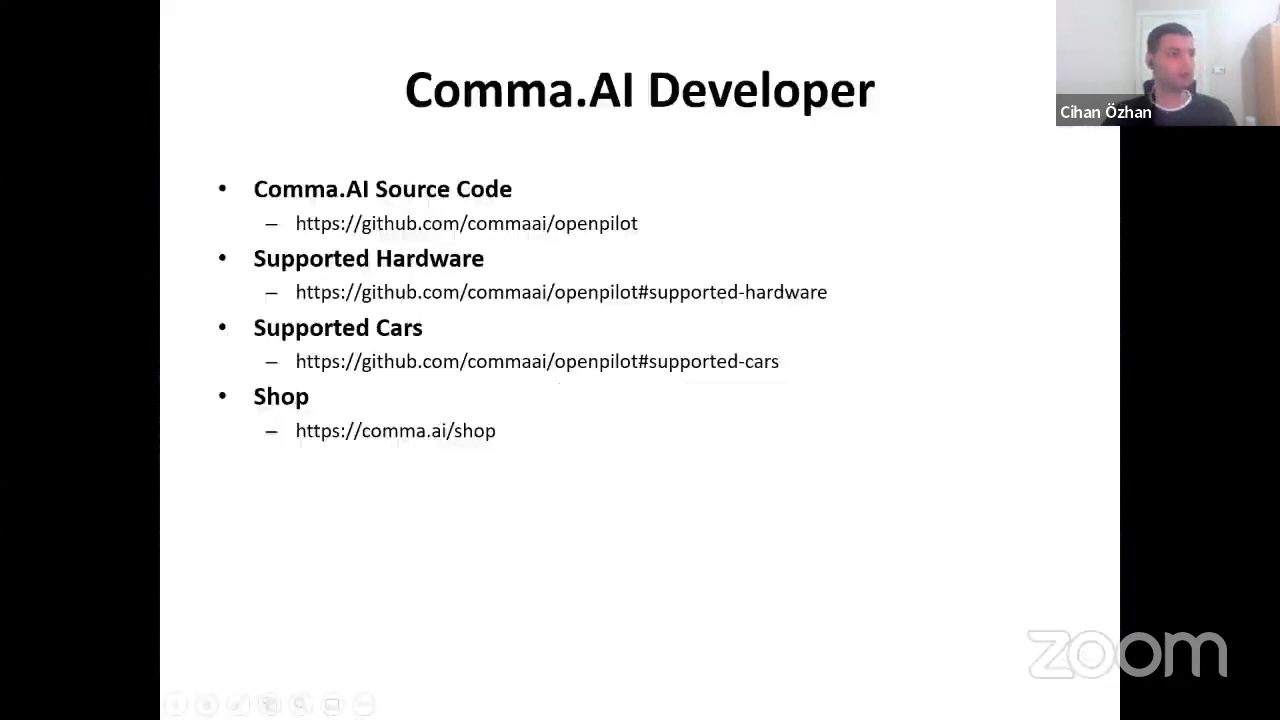 Comma.AI Developer
Cihan Özhan
• Comma.AI Source Code
– https://github.com/commaai/openpilot
• Supported Hardware
– https://github.com/commaai/openpilot#supported-hardware
• Supported Cars
– https://github.com/commaai/openpilot#supported-cars
• Shop
– https://comma.ai/shop
zoom